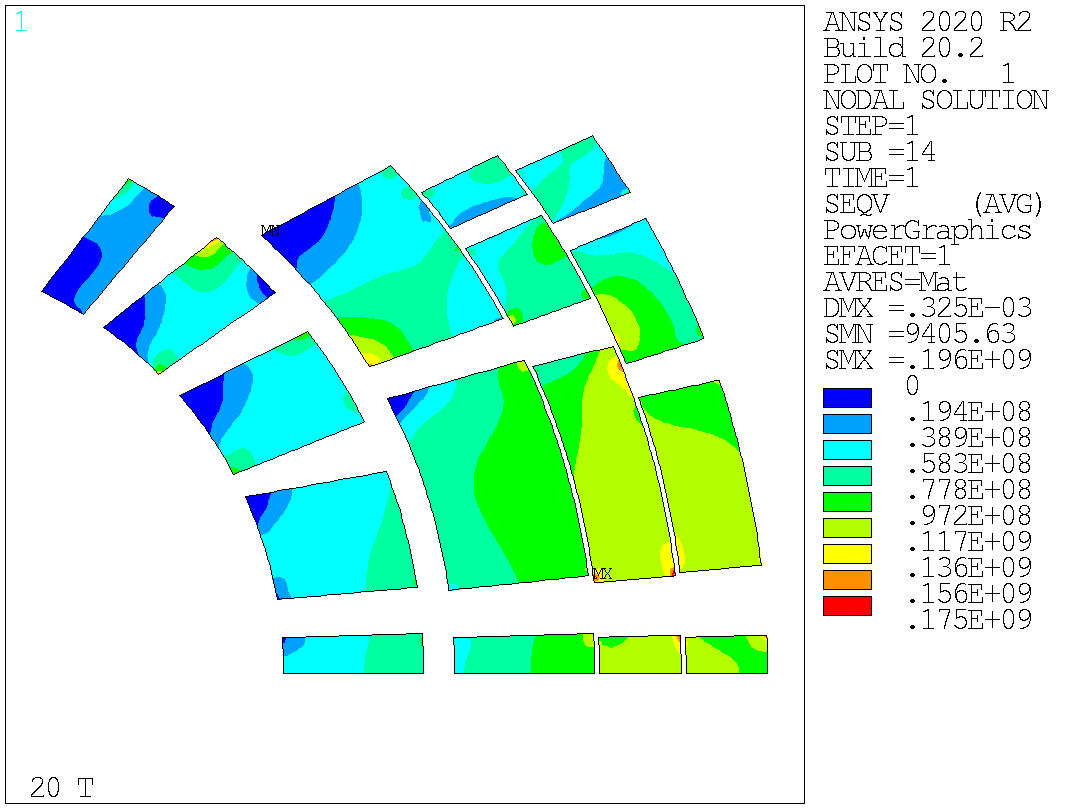 1
ANSYS 2020 R2
Build 20.2
PLOT NO. 1
NODAL SOLUTION
STEP=1
SUB =14
TIME=1
SEQV (AVG)
PowerGraphics
EFACET=1
AVRES=Mat
DMX =.325E-03
SMN =9405.63
SMX =.196E+09
0
.194E+08
.389E+08
.583E+08
.778E+08
.972E+08
.117E+09
.136E+09
.156E+09
.175E+09
MN
MX
20 T